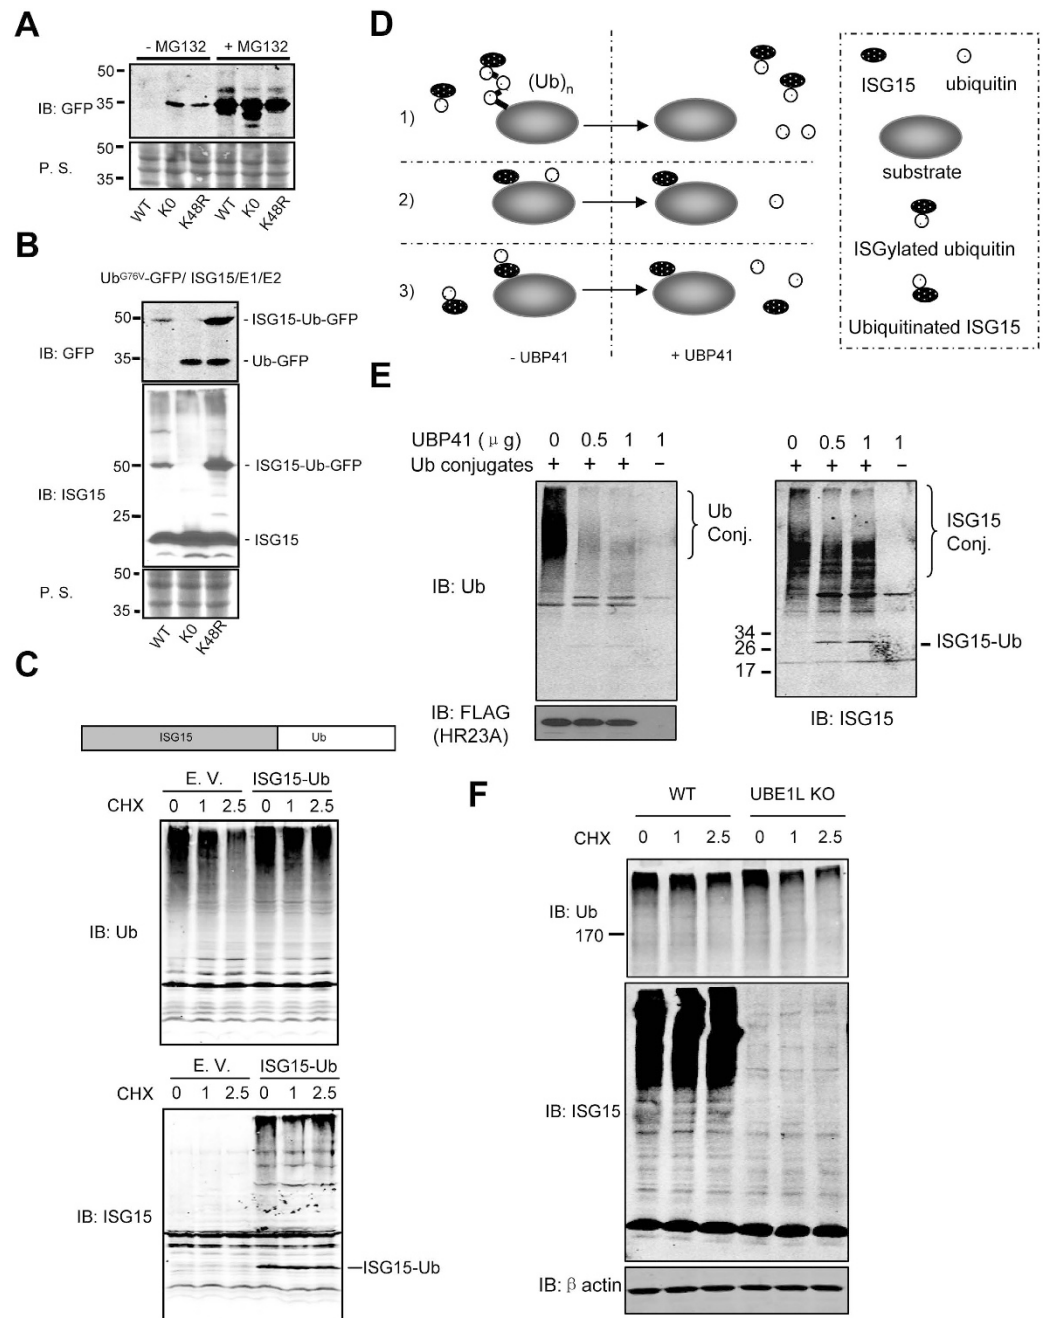 A
- MG132 + MG132
50
IB: GFP 35
50
P. S.
35
WT K0 K48R WT K0 K48R
B
Ub^G76V-GFP/ ISG15/E1/E2
50 - ISG15-Ub-GFP
IB: GFP
35 - Ub-GFP
50 - ISG15-Ub-GFP
IB: ISG15
25
- ISG15
50
P. S.
35
WT K0 K48R
C
ISG15 Ub
E. V. ISG15-Ub
CHX 0 1 2.5 0 1 2.5
IB: Ub
E. V. ISG15-Ub
CHX 0 1 2.5 0 1 2.5
IB: ISG15
ISG15-Ub
D
(Ub)n
1)
2)
3)
- UBP41 + UBP41
ISG15 ubiquitin
substrate
ISGylated ubiquitin
Ubiquitinated ISG15
E
UBP41 (μg) 0 0.5 1 1
Ub conjugates + + + −
Ub
Conj.
IB: Ub
IB: FLAG
(HR23A)
0 0.5 1 1
+ + + −
ISG15
Conj.
34
26 ISG15-Ub
17
IB: ISG15
F
WT UBE1L KO
CHX 0 1 2.5 0 1 2.5
IB: Ub
170
IB: ISG15
IB: β actin